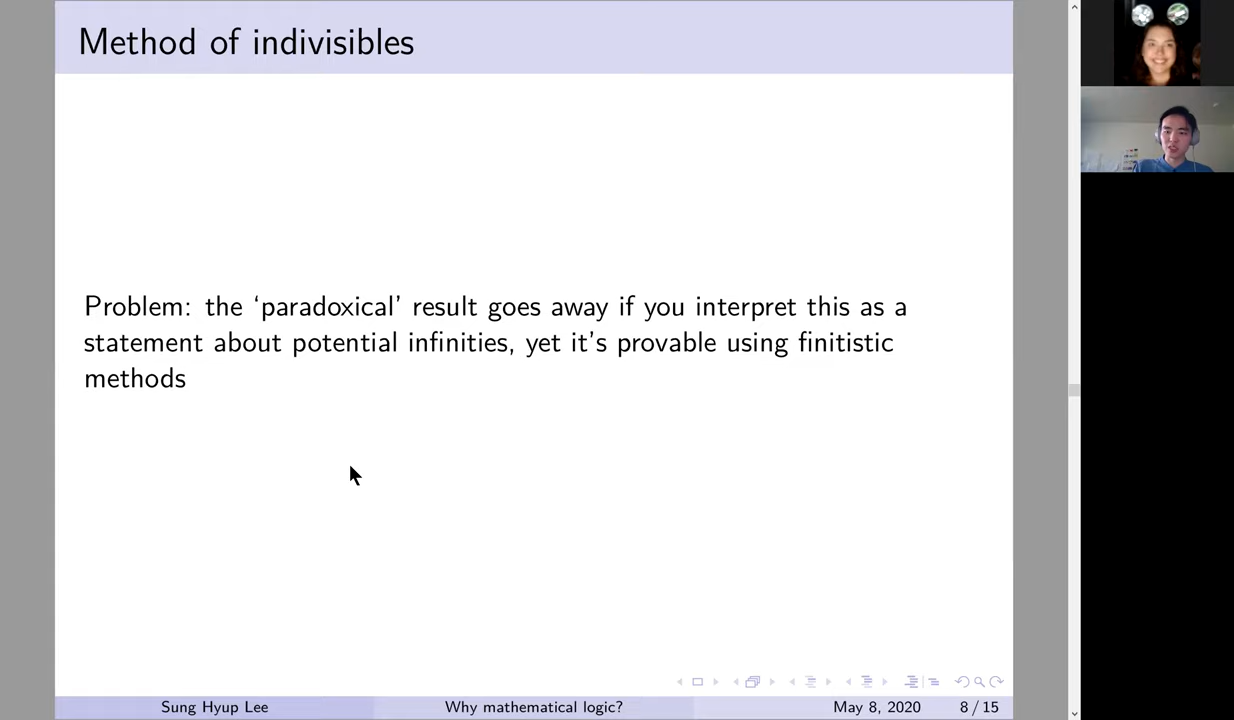 Method of indivisibles
Problem: the ‘paradoxical’ result goes away if you interpret this as a
statement about potential infinities, yet it’s provable using finitistic
methods
Sung Hyup Lee
Why mathematical logic?
May 8, 2020
8 / 15